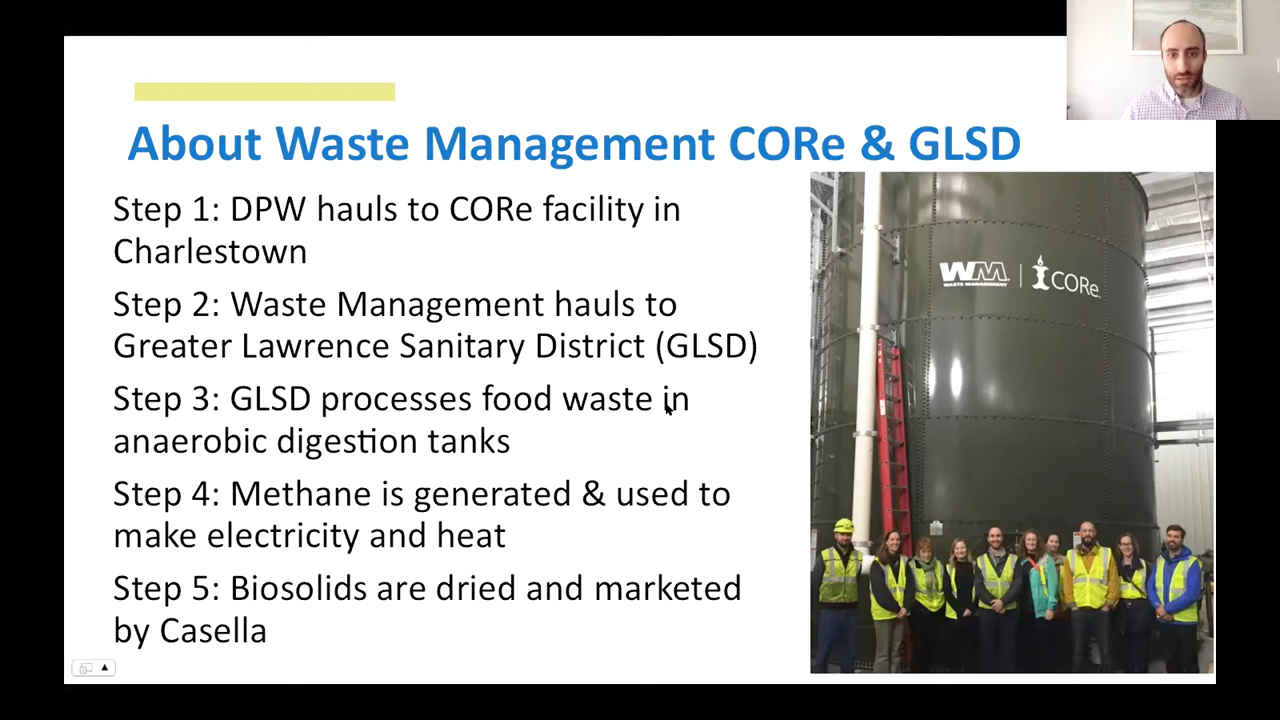 About Waste Management CORe & GLSD
Step 1: DPW hauls to CORe facility in
Charlestown
Step 2: Waste Management hauls to
Greater Lawrence Sanitary District (GLSD)
Step 3: GLSD processes food waste in
anaerobic digestion tanks
Step 4: Methane is generated & used to
make electricity and heat
Step 5: Biosolids are dried and marketed
by Casella
WM | CORe
WASTE MANAGEMENT